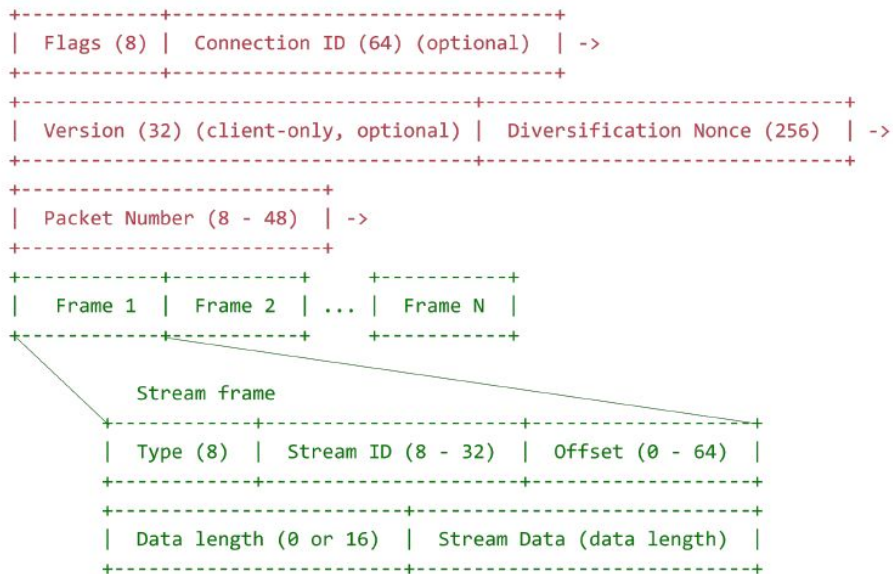 Flags (8) | Connection ID (64) (optional) | ->
Version (32) (client-only, optional) | Diversification Nonce (256) | ->
Packet Number (8 - 48) | ->
Frame 1 | Frame 2 | ... | Frame N |
Stream frame
Type (8) | Stream ID (8 - 32) | Offset (0 - 64) |
Data length (0 or 16) | Stream Data (data length) |